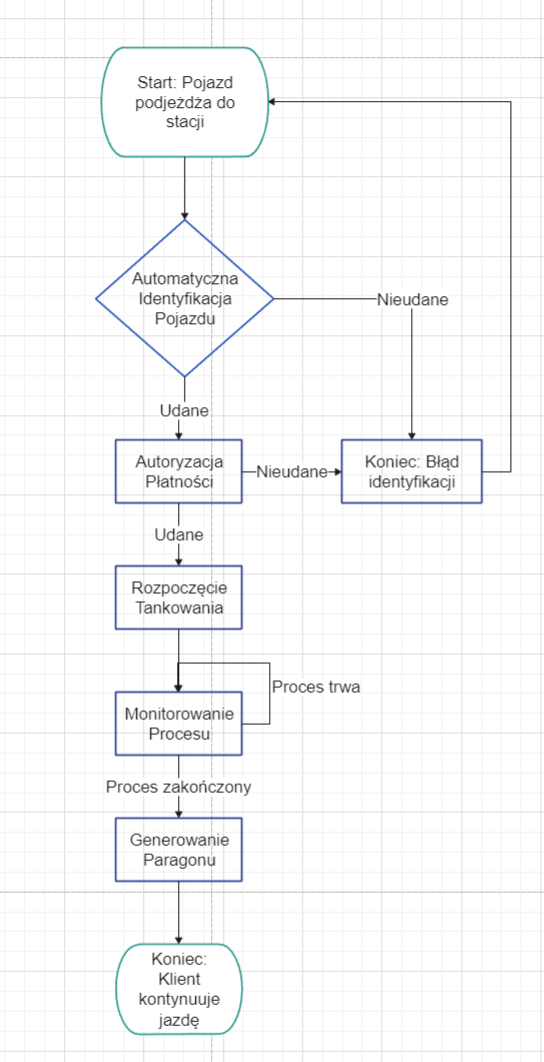 Start: Pojazd
podjeżdża do
stacji
Automatyczna
Identyfikacja
Pojazdu
Nieudane
Udane
Autoryzacja
Płatności
Nieudane
Koniec: Błąd
identyfikacji
Udane
Rozpoczęcie
Tankowania
Proces trwa
Monitorowanie
Procesu
Proces zakończony
Generowanie
Paragonu
Koniec:
Klient
kontynuuje
jazdę